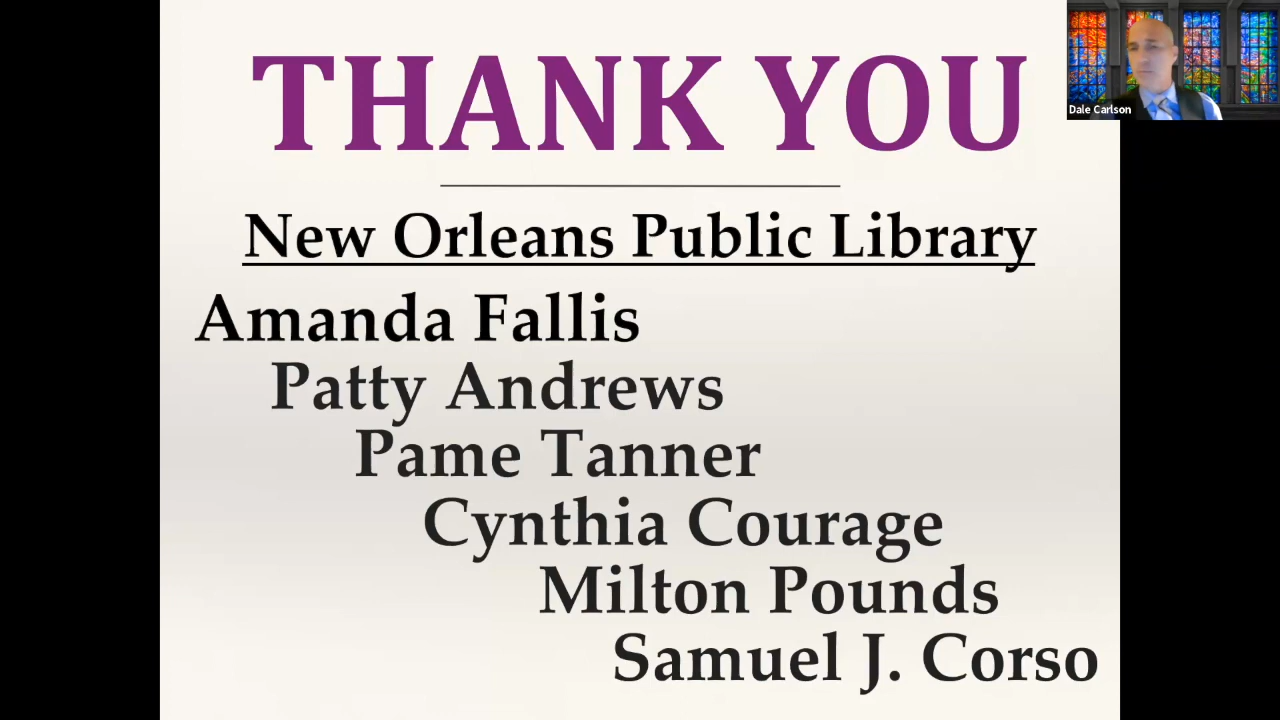 THANK YOU
Dale Carlson
New Orleans Public Library
Amanda Fallis
Patty Andrews
Pame Tanner
Cynthia Courage
Milton Pounds
Samuel J. Corso